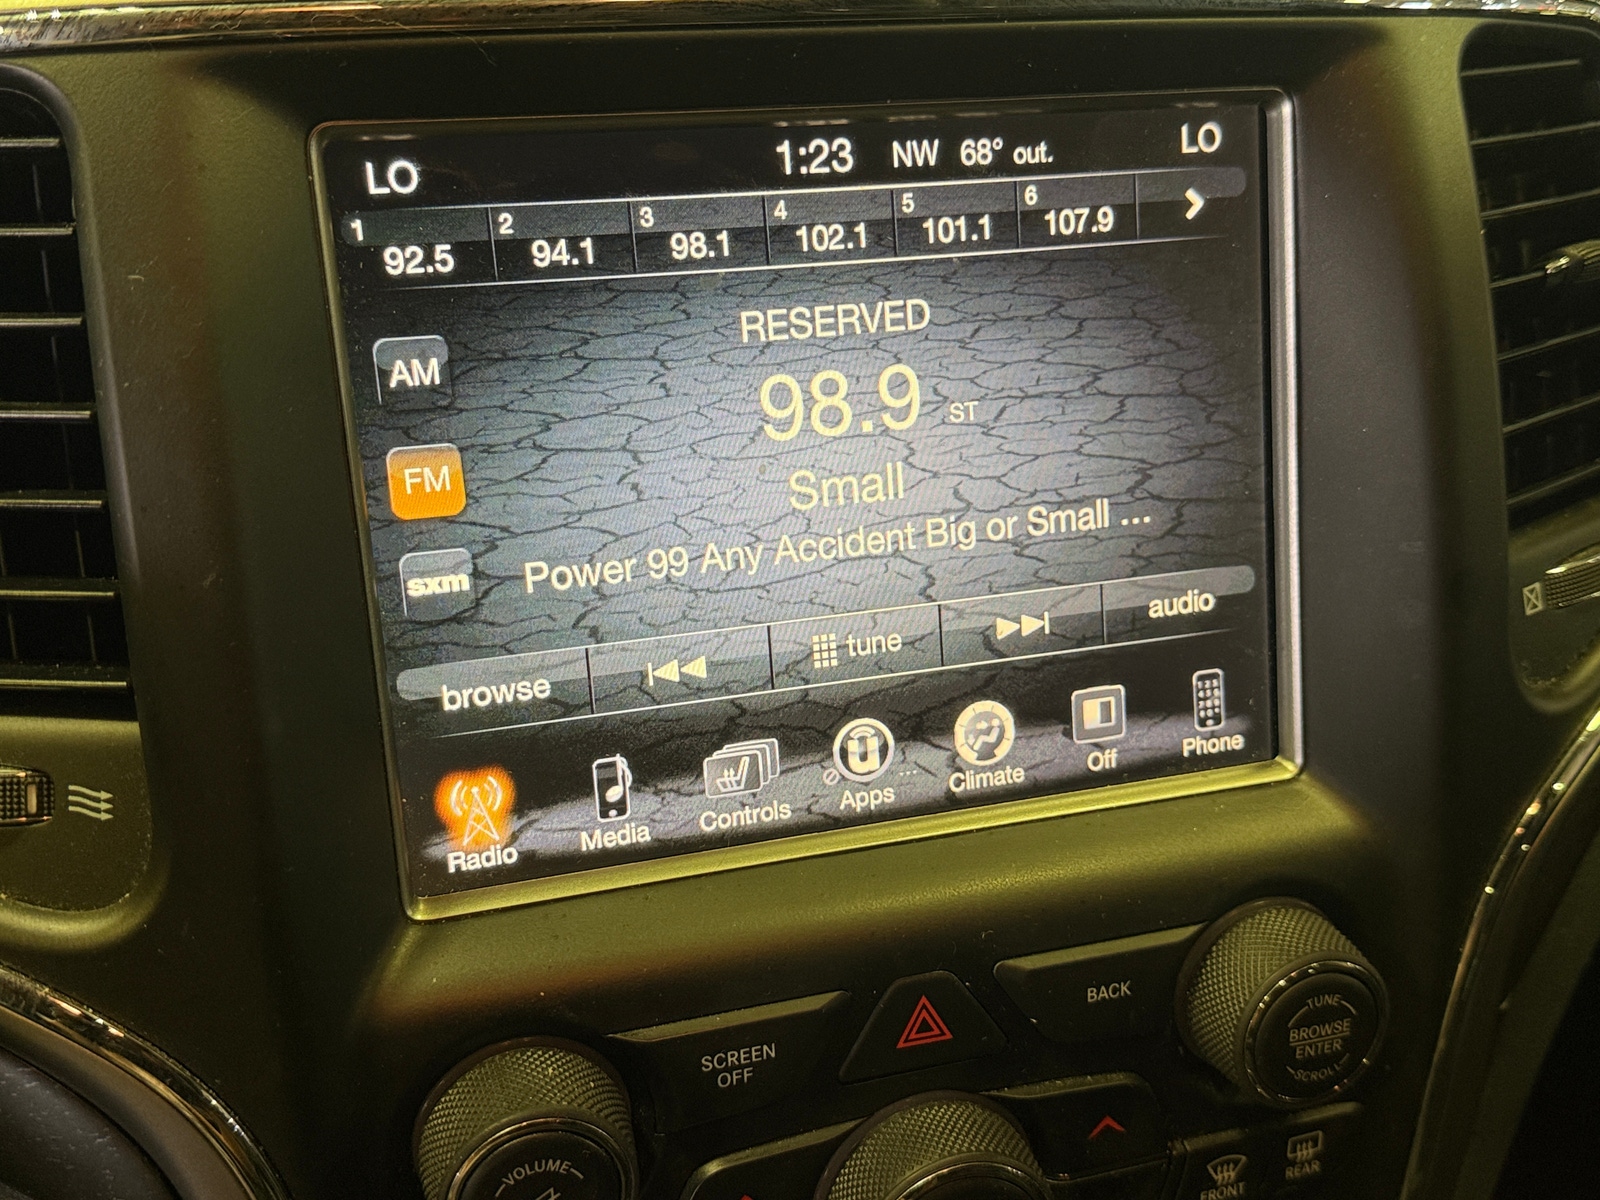 LO 1:23 NW 68° out. LO
1 92.5 2 94.1 3 98.1 4 102.1 5 101.1 6 107.9
RESERVED
AM
98.9 ST
FM
Small
sxm
Power 99 Any Accident Big or Small ...
browse tune audio
Radio Media Controls Apps Climate Off Phone
SCREEN
OFF
BACK
TUNE
BROWSE
ENTER
SCROLL
VOLUME
FRONT
REAR